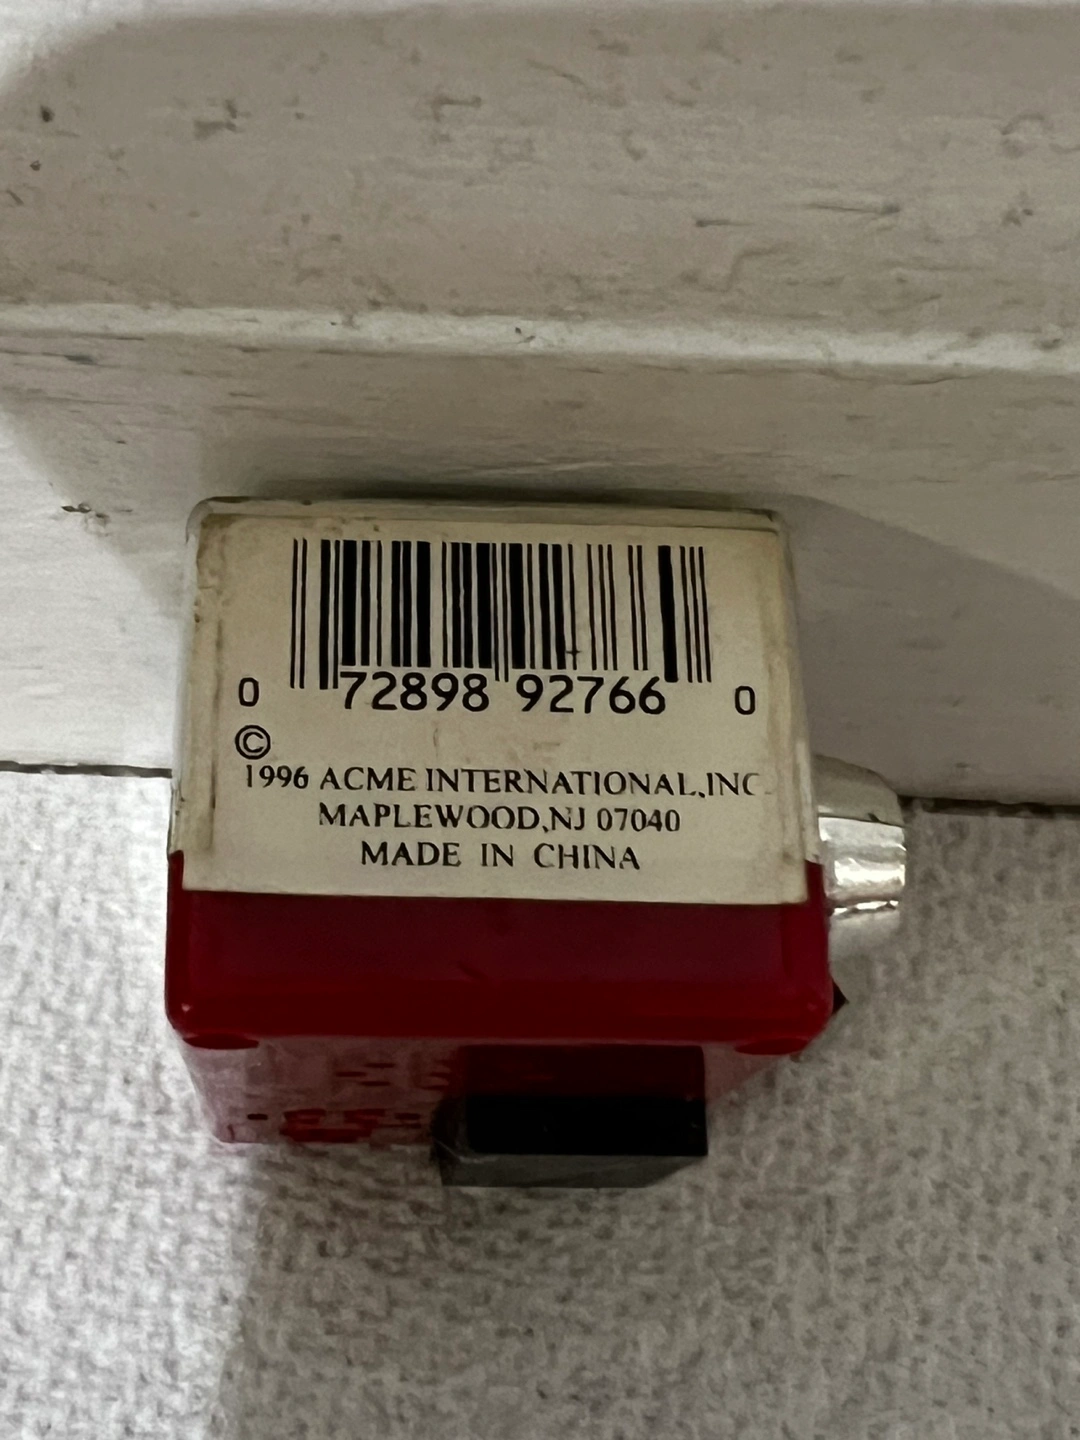 0 72898 92766 0
©
1996 ACME INTERNATIONAL,INC.
MAPLEWOOD,NJ 07040
MADE IN CHINA